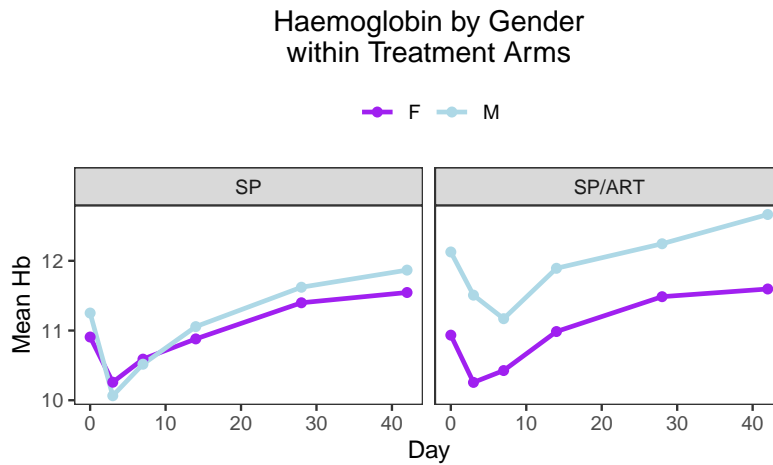 Haemoglobin by Gender
within Treatment Arms
F M
SP SP/ART
Mean Hb
12
11
10
0 10 20 30 40 0 10 20 30 40
Day